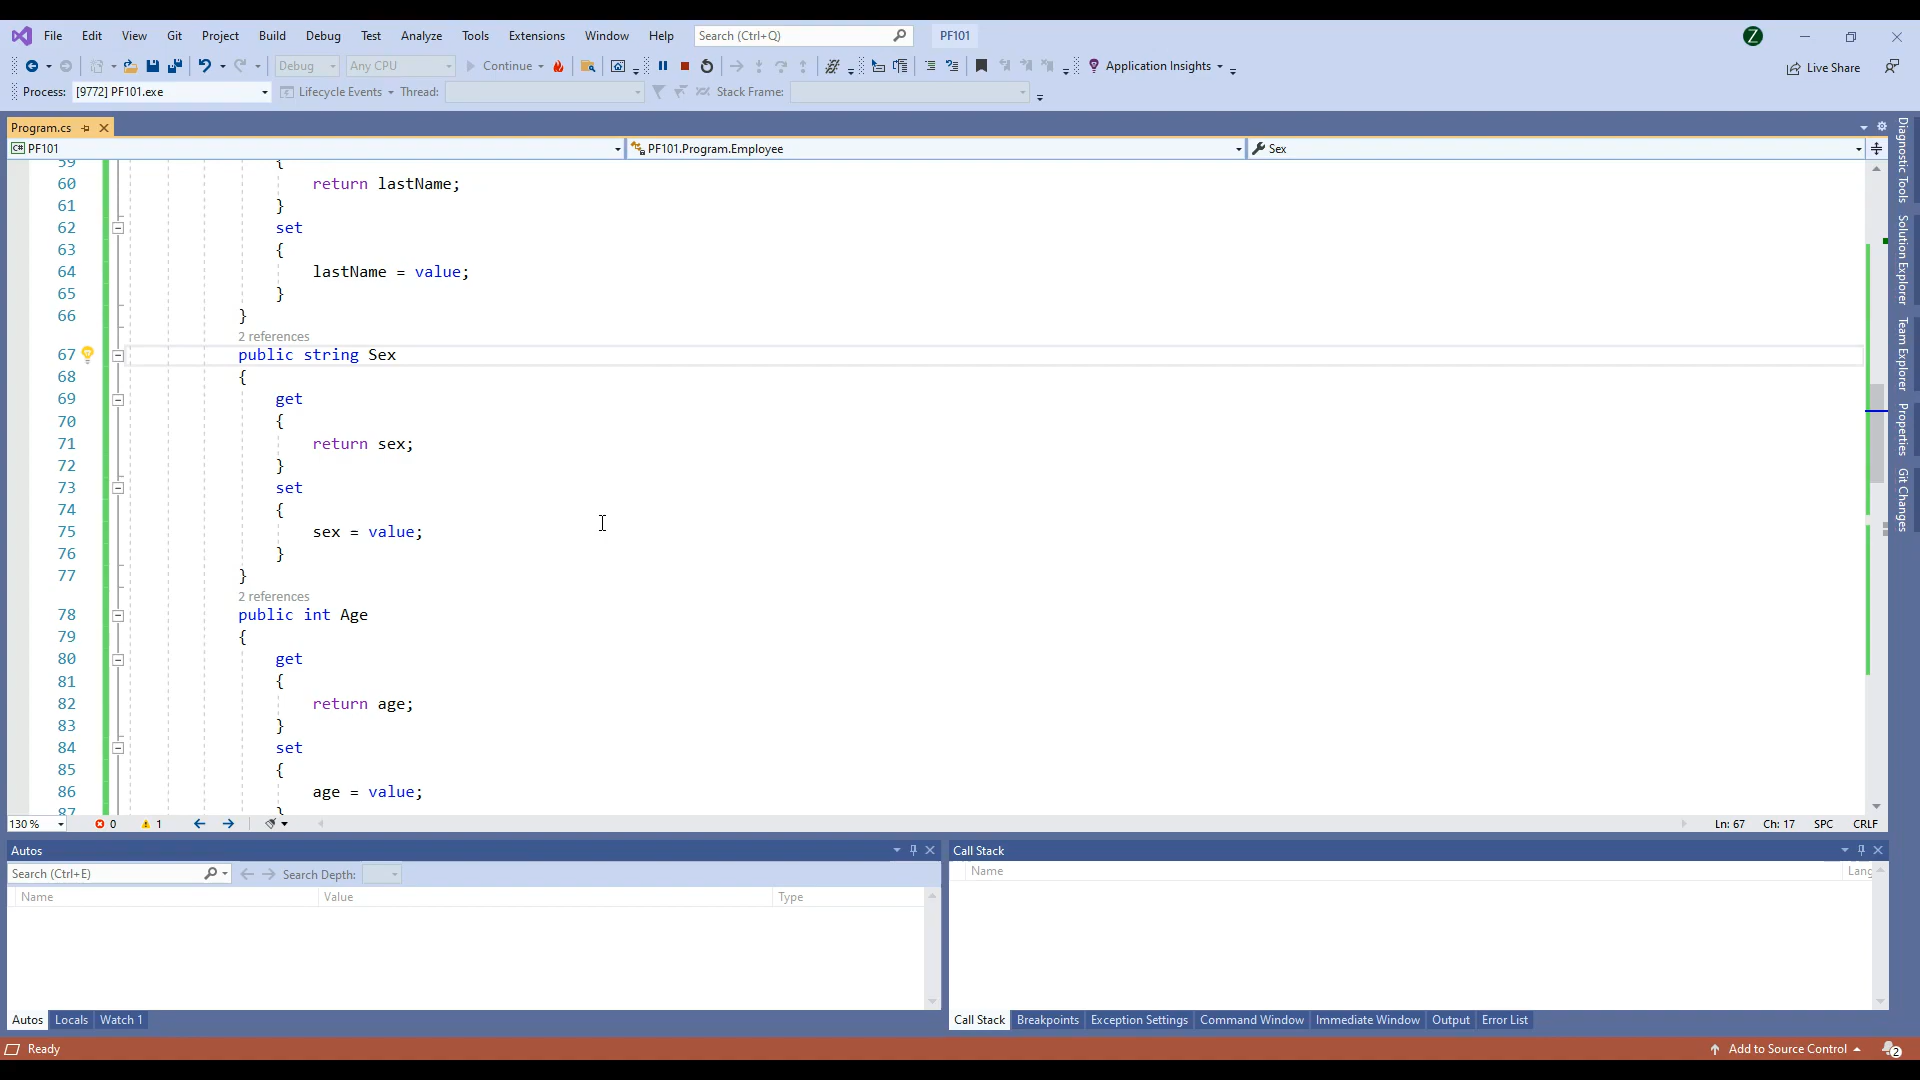 File Edit View Git Project Build Debug Test Analyze Tools Extensions Window Help Search (Ctrl+Q) PF101 Z
Debug Any CPU Continue Application Insights Live Share
Process: [9772] PF101.exe Lifecycle Events Thread: Stack Frame:
Program.cs
C# PF101 PF101.Program.Employee Sex
59 {
60 return lastName;
61 }
62 set
63 {
64 lastName = value;
65 }
66 }
2 references
67 public string Sex
68 {
69 get
70 {
71 return sex;
72 }
73 set
74 {
75 sex = value;
76 }
77 }
2 references
78 public int Age
79 {
80 get
81 {
82 return age;
83 }
84 set
85 {
86 age = value;
87 }
130 % 0 1 Ln: 67 Ch: 17 SPC CRLF
Diagnostic Tools
Solution Explorer
Team Explorer
Properties
Git Changes
Autos
Search (Ctrl+E) Search Depth:
Name Value Type
Autos Locals Watch 1
Call Stack
Name Lang
Call Stack Breakpoints Exception Settings Command Window Immediate Window Output Error List
Ready Add to Source Control 2